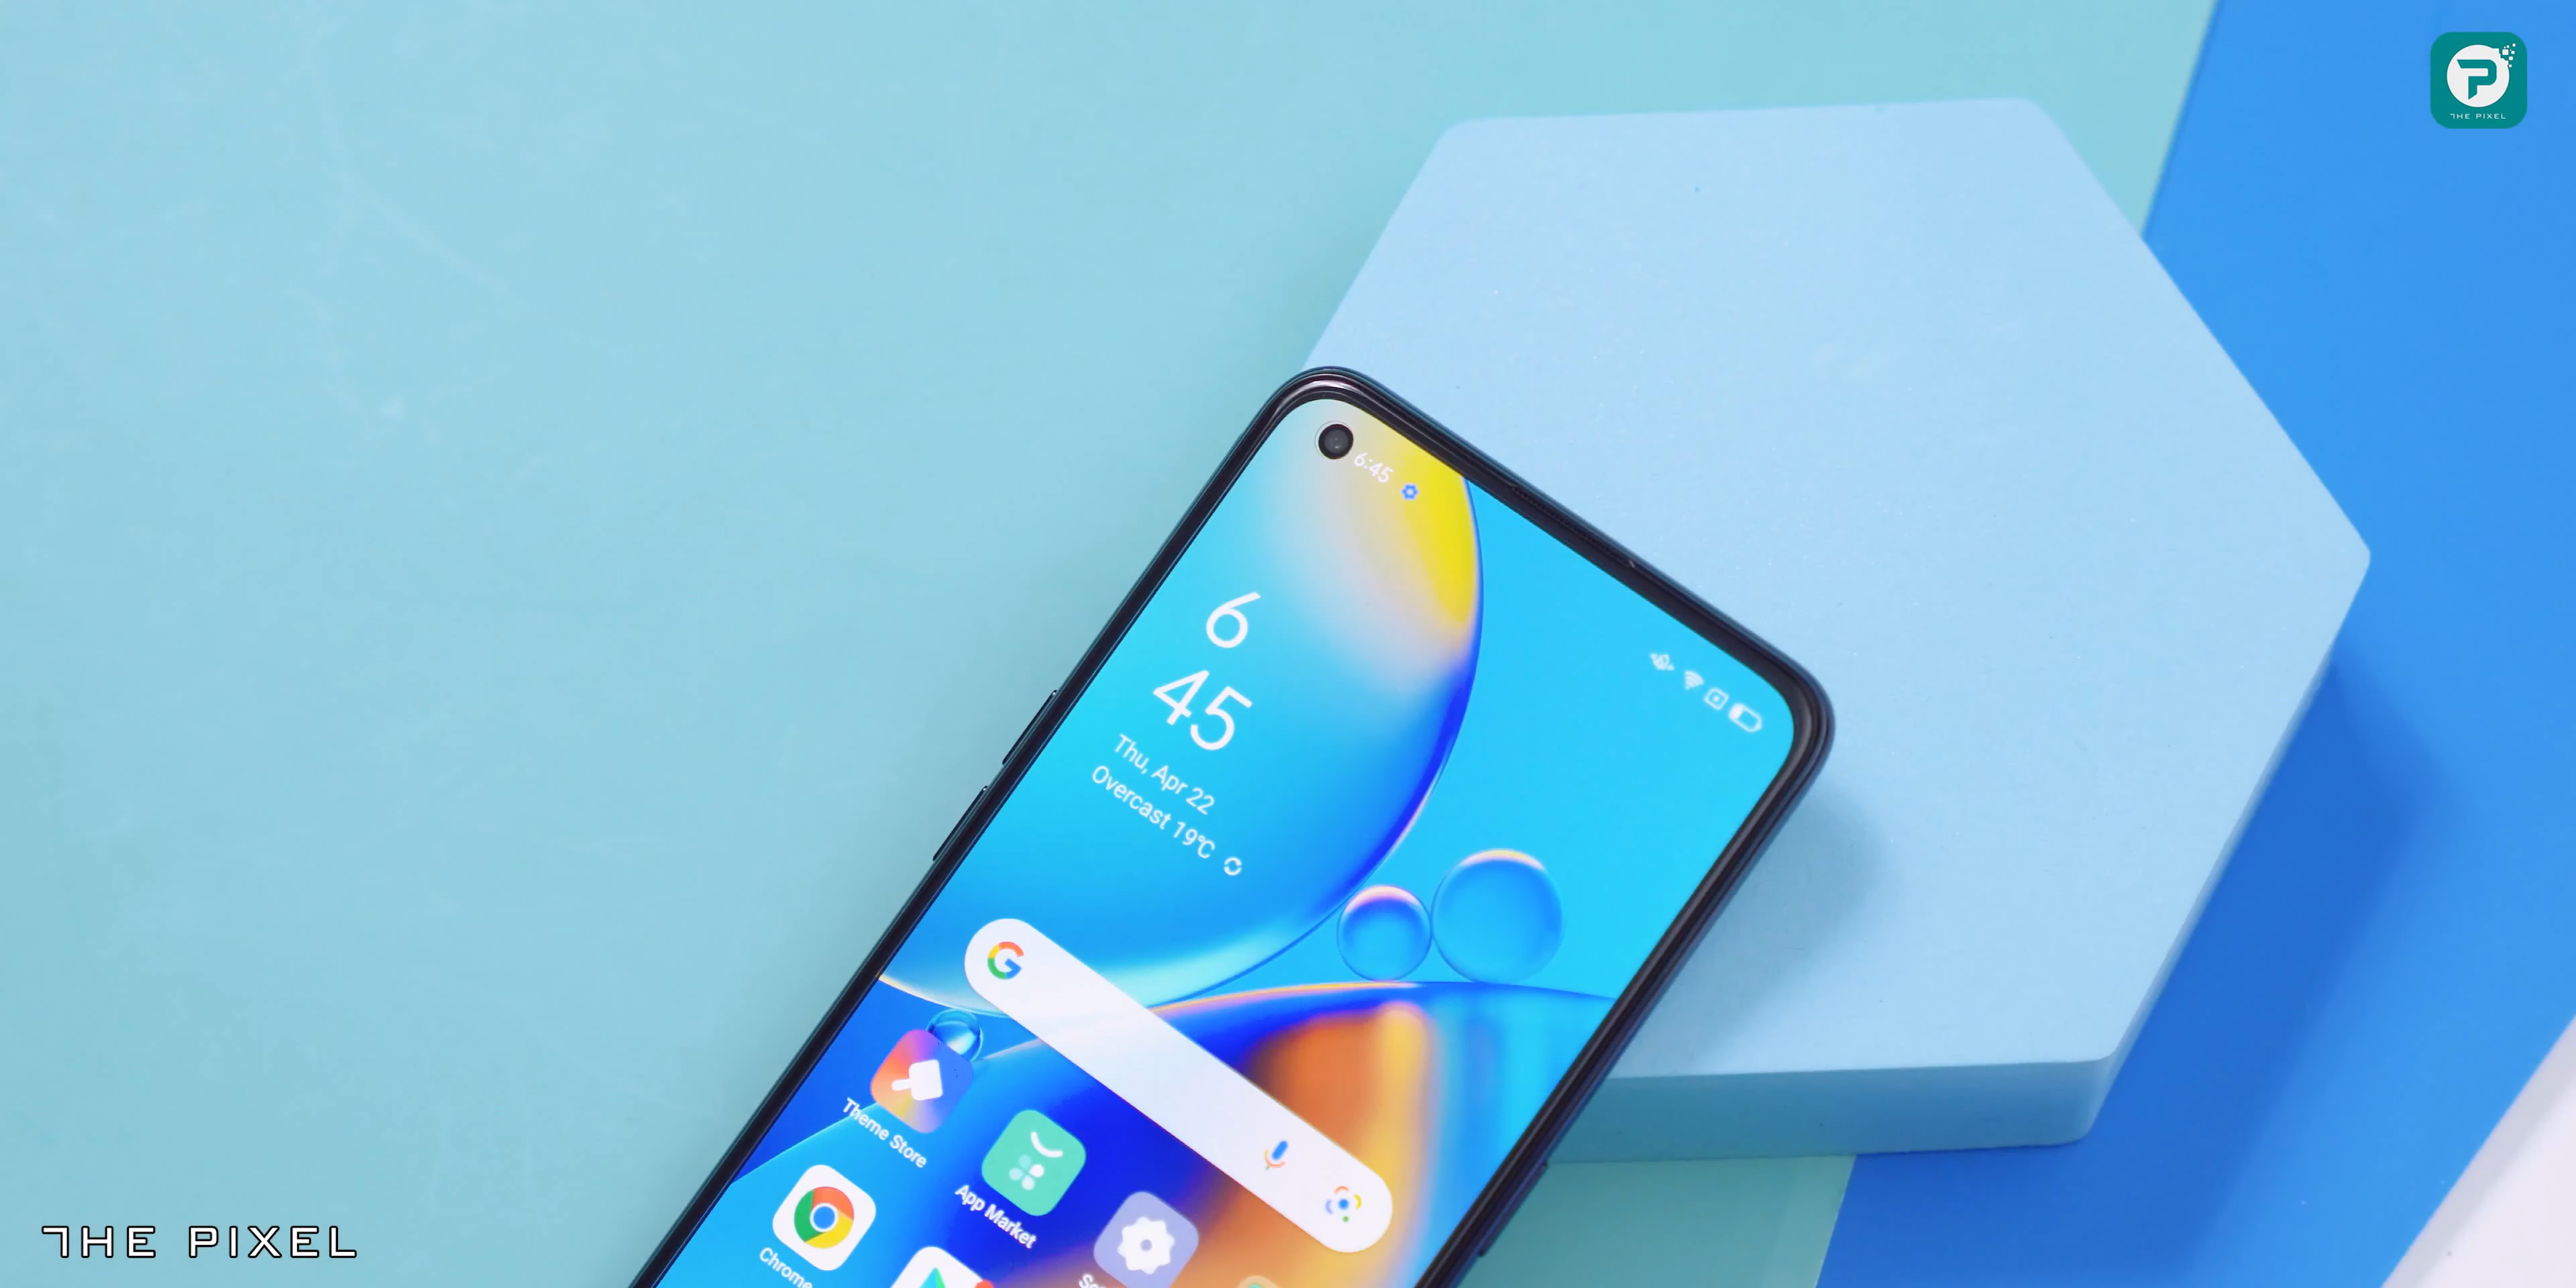 THE PIXEL
6:45
6
45
Thu, Apr 22
Overcast 19°C
Theme Store
App Market
Chrome
THE PIXEL